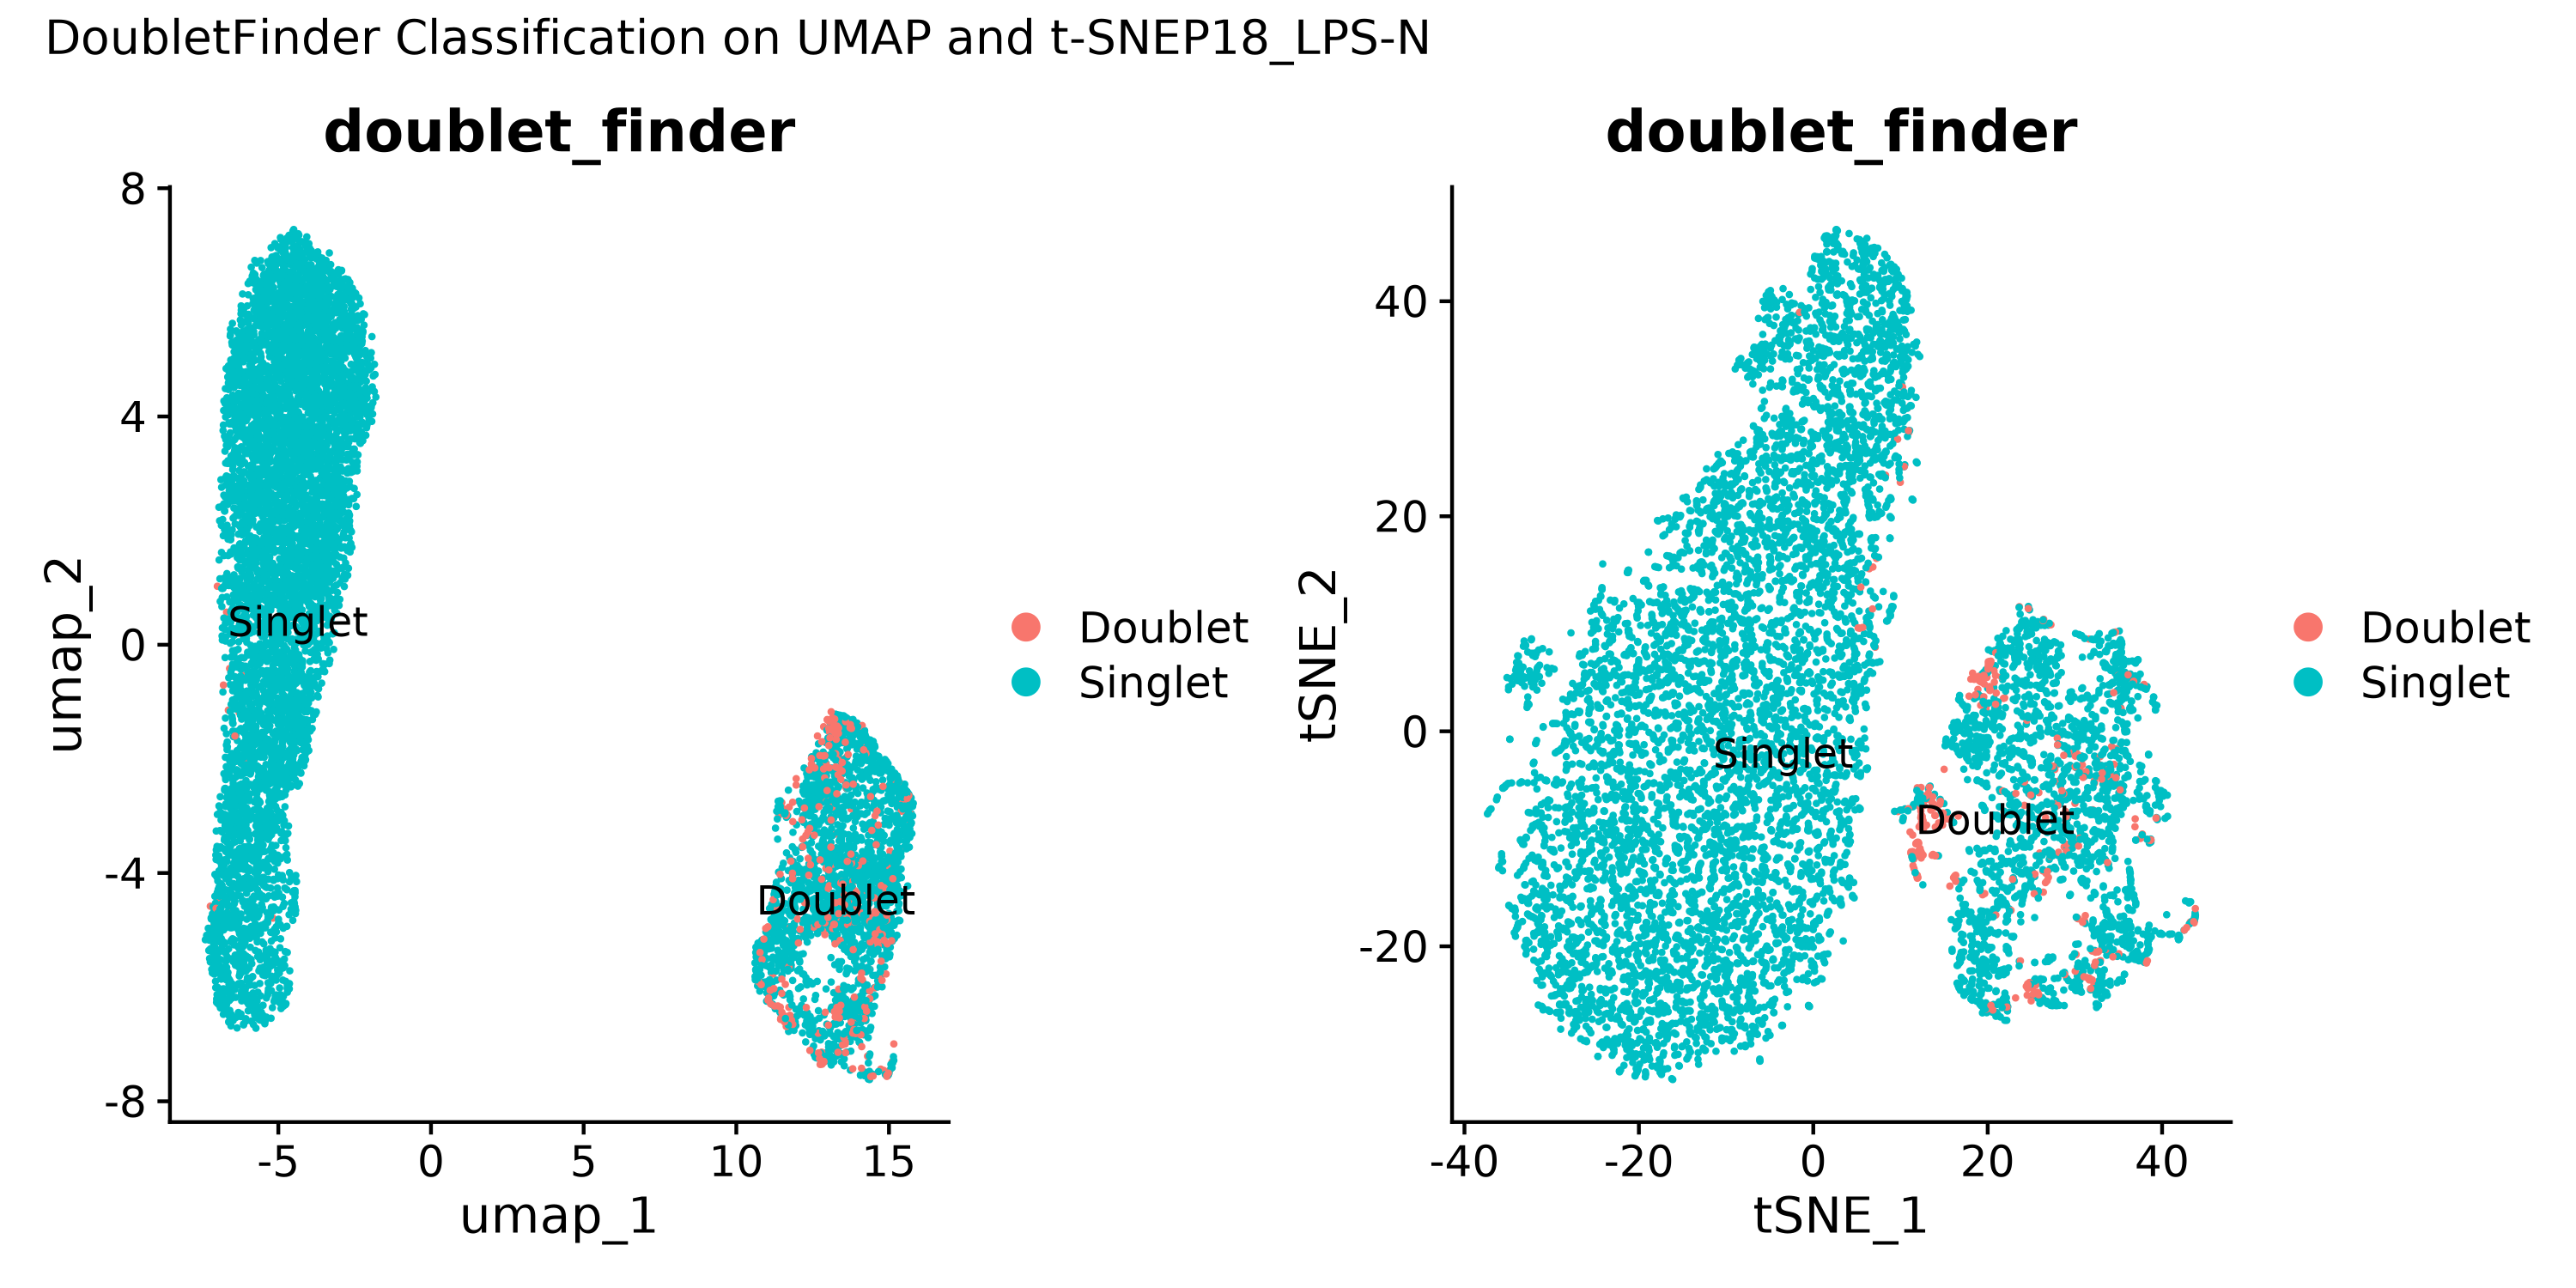 DoubletFinder Classification on UMAP and t-SNEP18_LPS-N
doublet_finder
8
4
0
-4
-8
umap_2
Singlet
Doublet
-5
0
5
10
15
umap_1
Doublet
Singlet
doublet_finder
40
20
0
-20
tSNE_2
Singlet
Doublet
-40
-20
0
20
40
tSNE_1
Doublet
Singlet